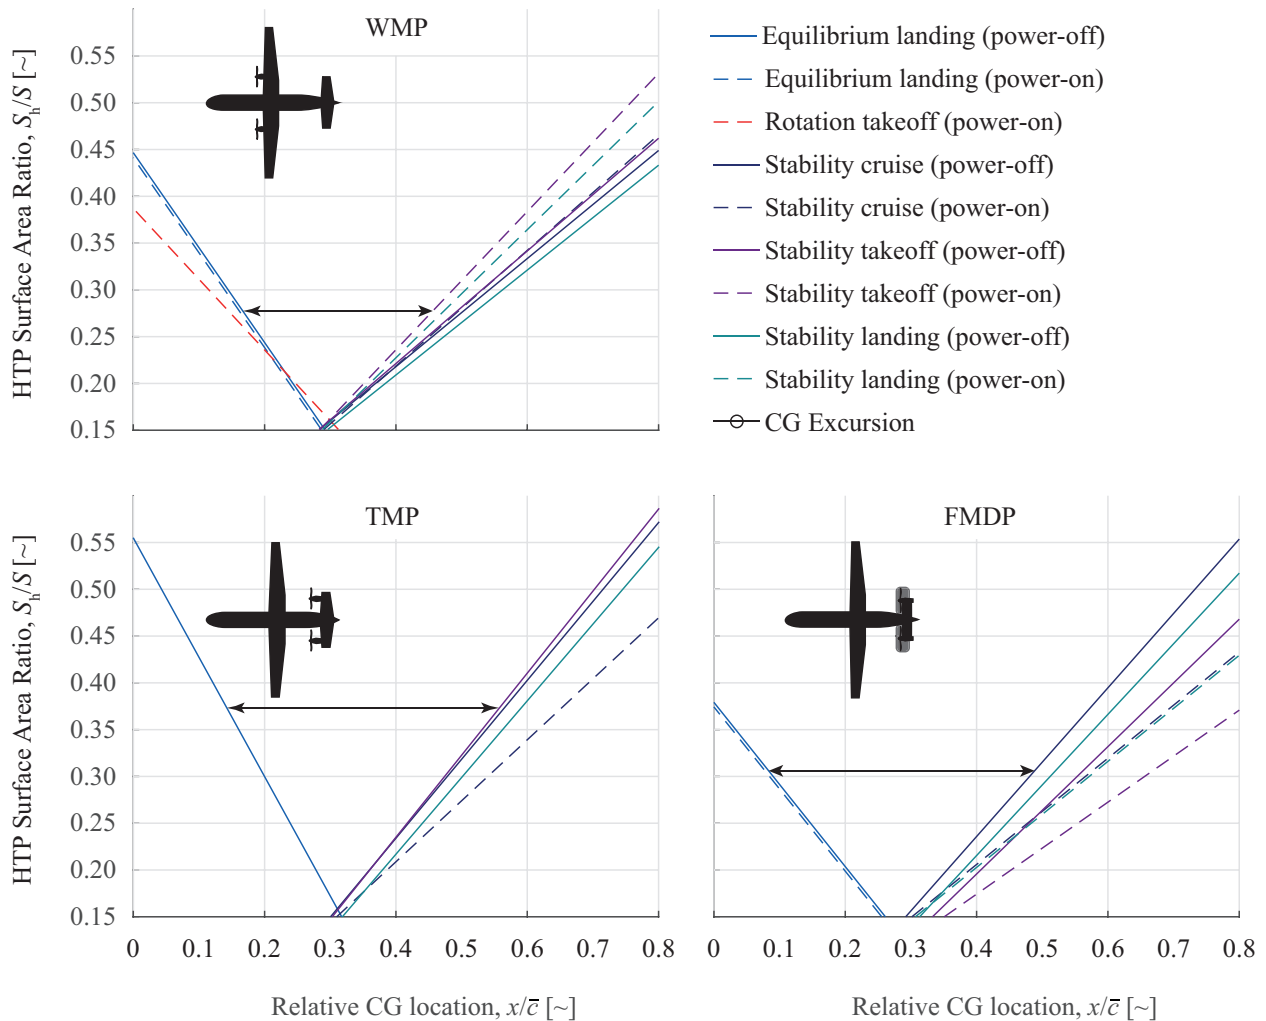 WMP
HTP Surface Area Ratio, Sh/S [~]
0.55
0.50
0.45
0.40
0.35
0.30
0.25
0.20
0.15
Equilibrium landing (power-off)
Equilibrium landing (power-on)
Rotation takeoff (power-on)
Stability cruise (power-off)
Stability cruise (power-on)
Stability takeoff (power-off)
Stability takeoff (power-on)
Stability landing (power-off)
Stability landing (power-on)
CG Excursion
TMP
HTP Surface Area Ratio, Sh/S [~]
0.55
0.50
0.45
0.40
0.35
0.30
0.25
0.20
0.15
0 0.1 0.2 0.3 0.4 0.5 0.6 0.7 0.8
Relative CG location, x/c̅ [~]
FMDP
0 0.1 0.2 0.3 0.4 0.5 0.6 0.7 0.8
Relative CG location, x/c̅ [~]